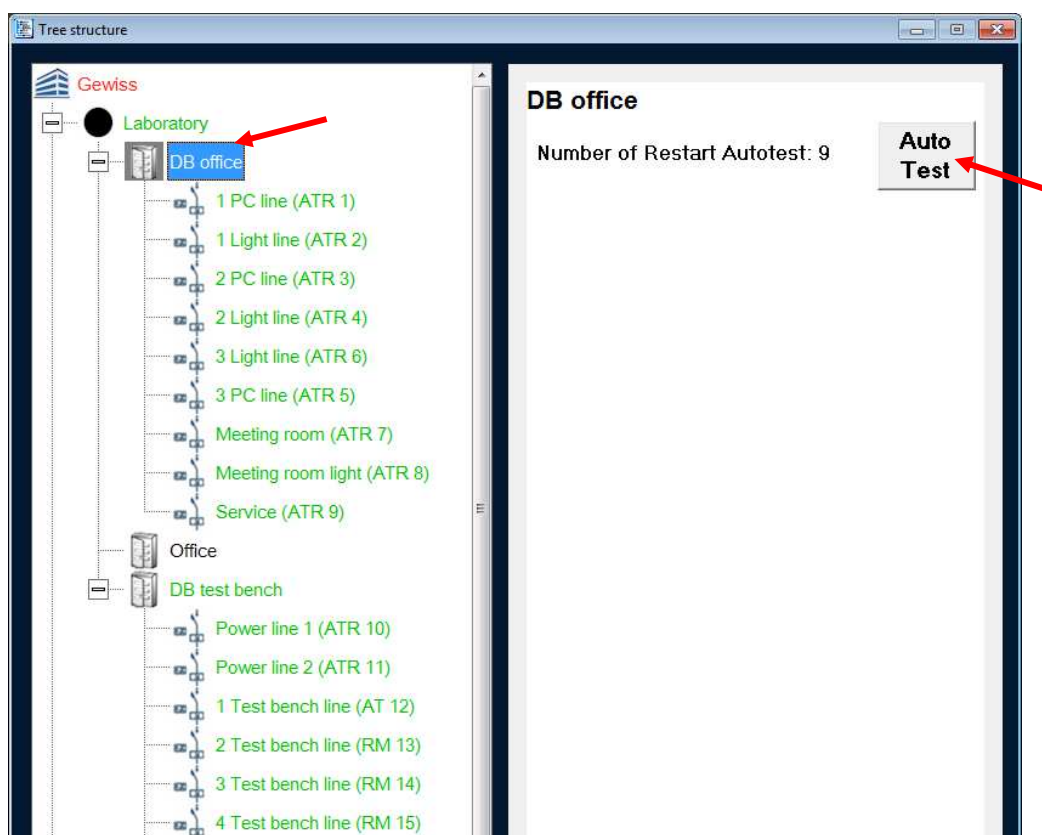 Tree structure
Gewiss
Laboratory
DB office
1 PC line (ATR 1)
1 Light line (ATR 2)
2 PC line (ATR 3)
2 Light line (ATR 4)
3 Light line (ATR 6)
3 PC line (ATR 5)
Meeting room (ATR 7)
Meeting room light (ATR 8)
Service (ATR 9)
Office
DB test bench
Power line 1 (ATR 10)
Power line 2 (ATR 11)
1 Test bench line (AT 12)
2 Test bench line (RM 13)
3 Test bench line (RM 14)
4 Test bench line (RM 15)
DB office
Number of Restart Autotest: 9
Auto
Test